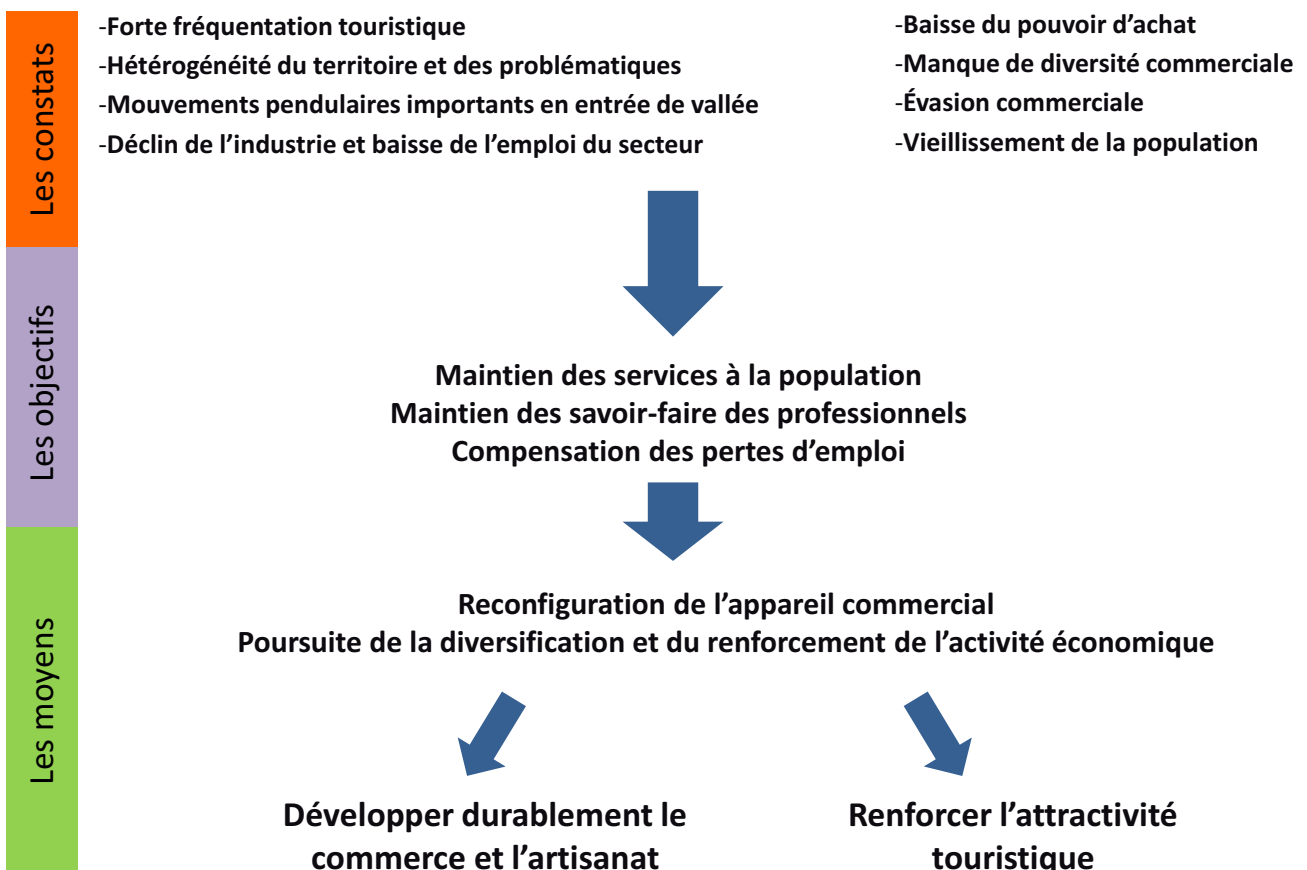 Les constats
-Forte fréquentation touristique
-Hétérogénéité du territoire et des problématiques
-Mouvements pendulaires importants en entrée de vallée
-Déclin de l’industrie et baisse de l’emploi du secteur
-Baisse du pouvoir d’achat
-Manque de diversité commerciale
-Évasion commerciale
-Vieillissement de la population
Les objectifs
Maintien des services à la population
Maintien des savoir-faire des professionnels
Compensation des pertes d’emploi
Les moyens
Reconfiguration de l’appareil commercial
Poursuite de la diversification et du renforcement de l’activité économique
Développer durablement le
commerce et l’artisanat
Renforcer l’attractivité
touristique